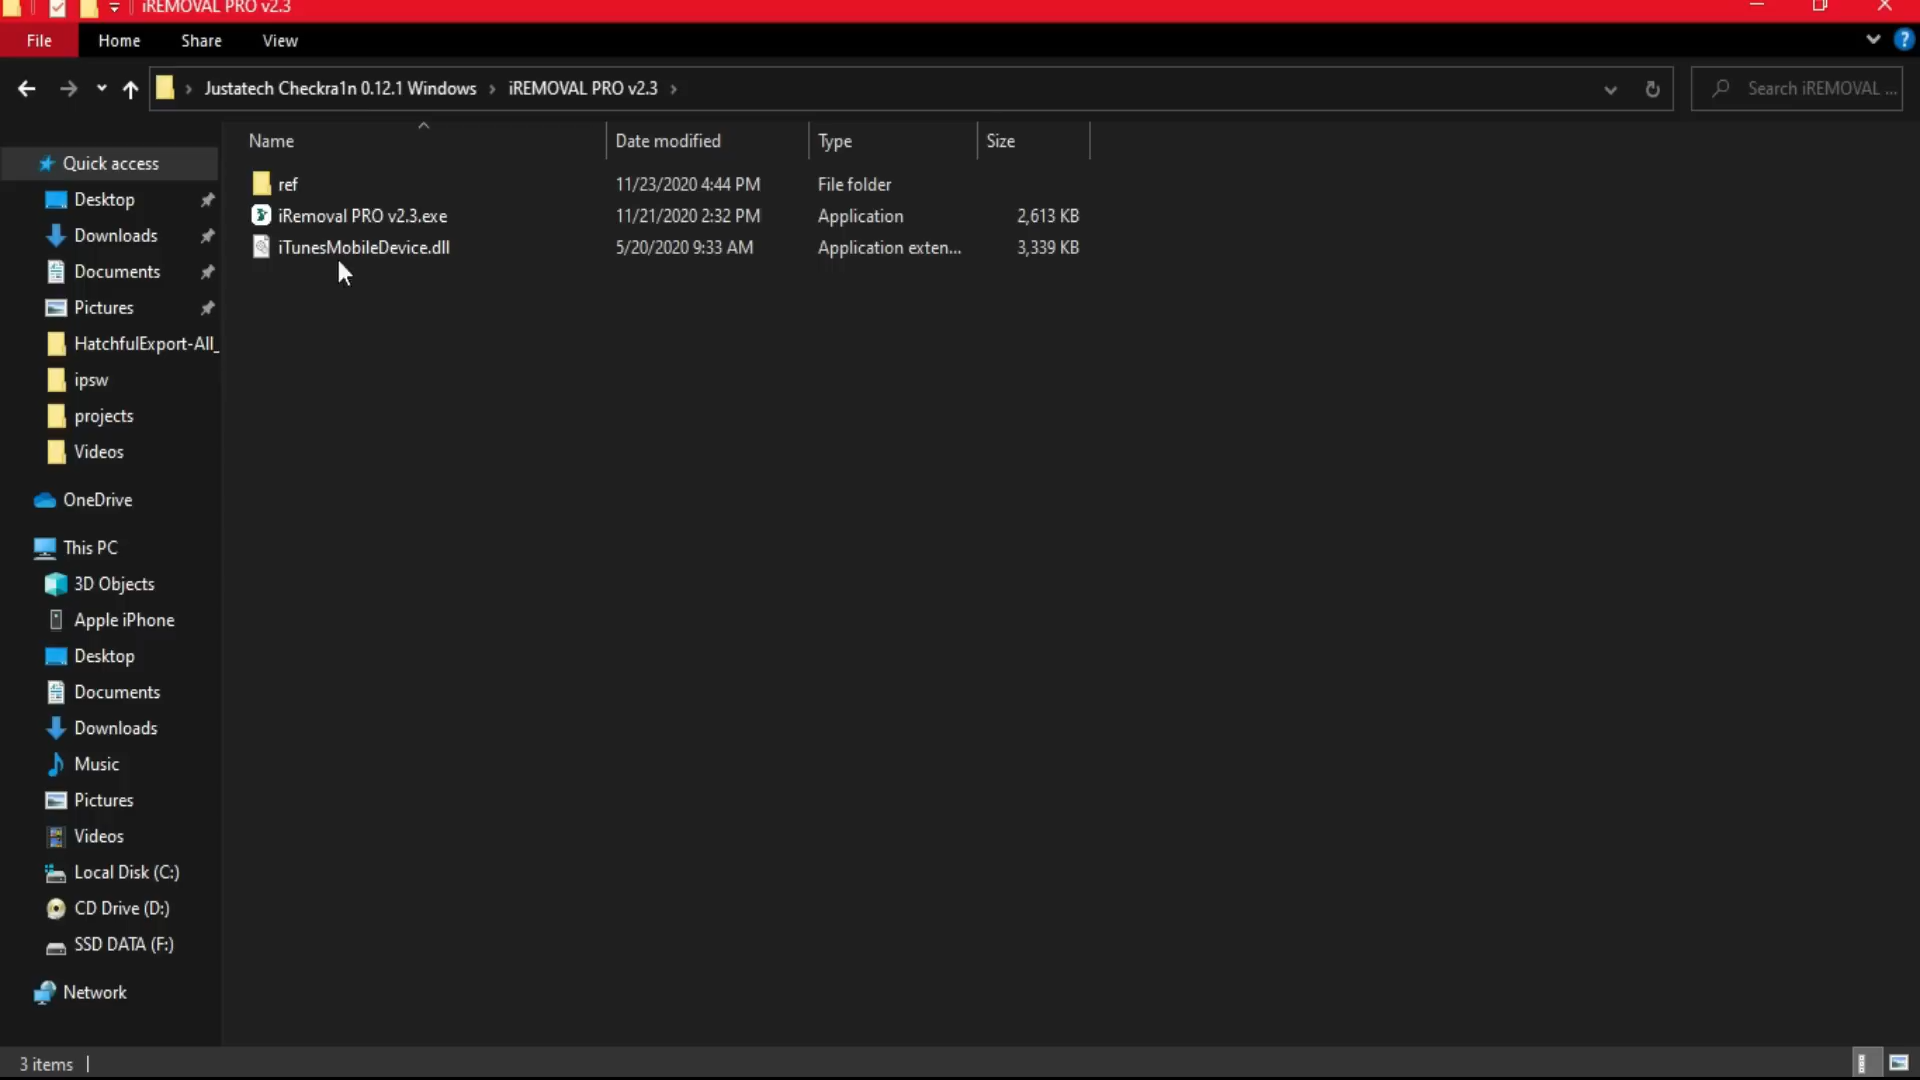 iREMOVAL PRO v2.3
File Home Share View
Justatech Checkra1n 0.12.1 Windows iREMOVAL PRO v2.3
Search iREMOVAL ...
Name Date modified Type Size
ref 11/23/2020 4:44 PM File folder
iRemoval PRO v2.3.exe 11/21/2020 2:32 PM Application 2,613 KB
iTunesMobileDevice.dll 5/20/2020 9:33 AM Application exten... 3,339 KB
Quick access
Desktop
Downloads
Documents
Pictures
HatchfulExport-All_
ipsw
projects
Videos
OneDrive
This PC
3D Objects
Apple iPhone
Desktop
Documents
Downloads
Music
Pictures
Videos
Local Disk (C:)
CD Drive (D:)
SSD DATA (F:)
Network
3 items